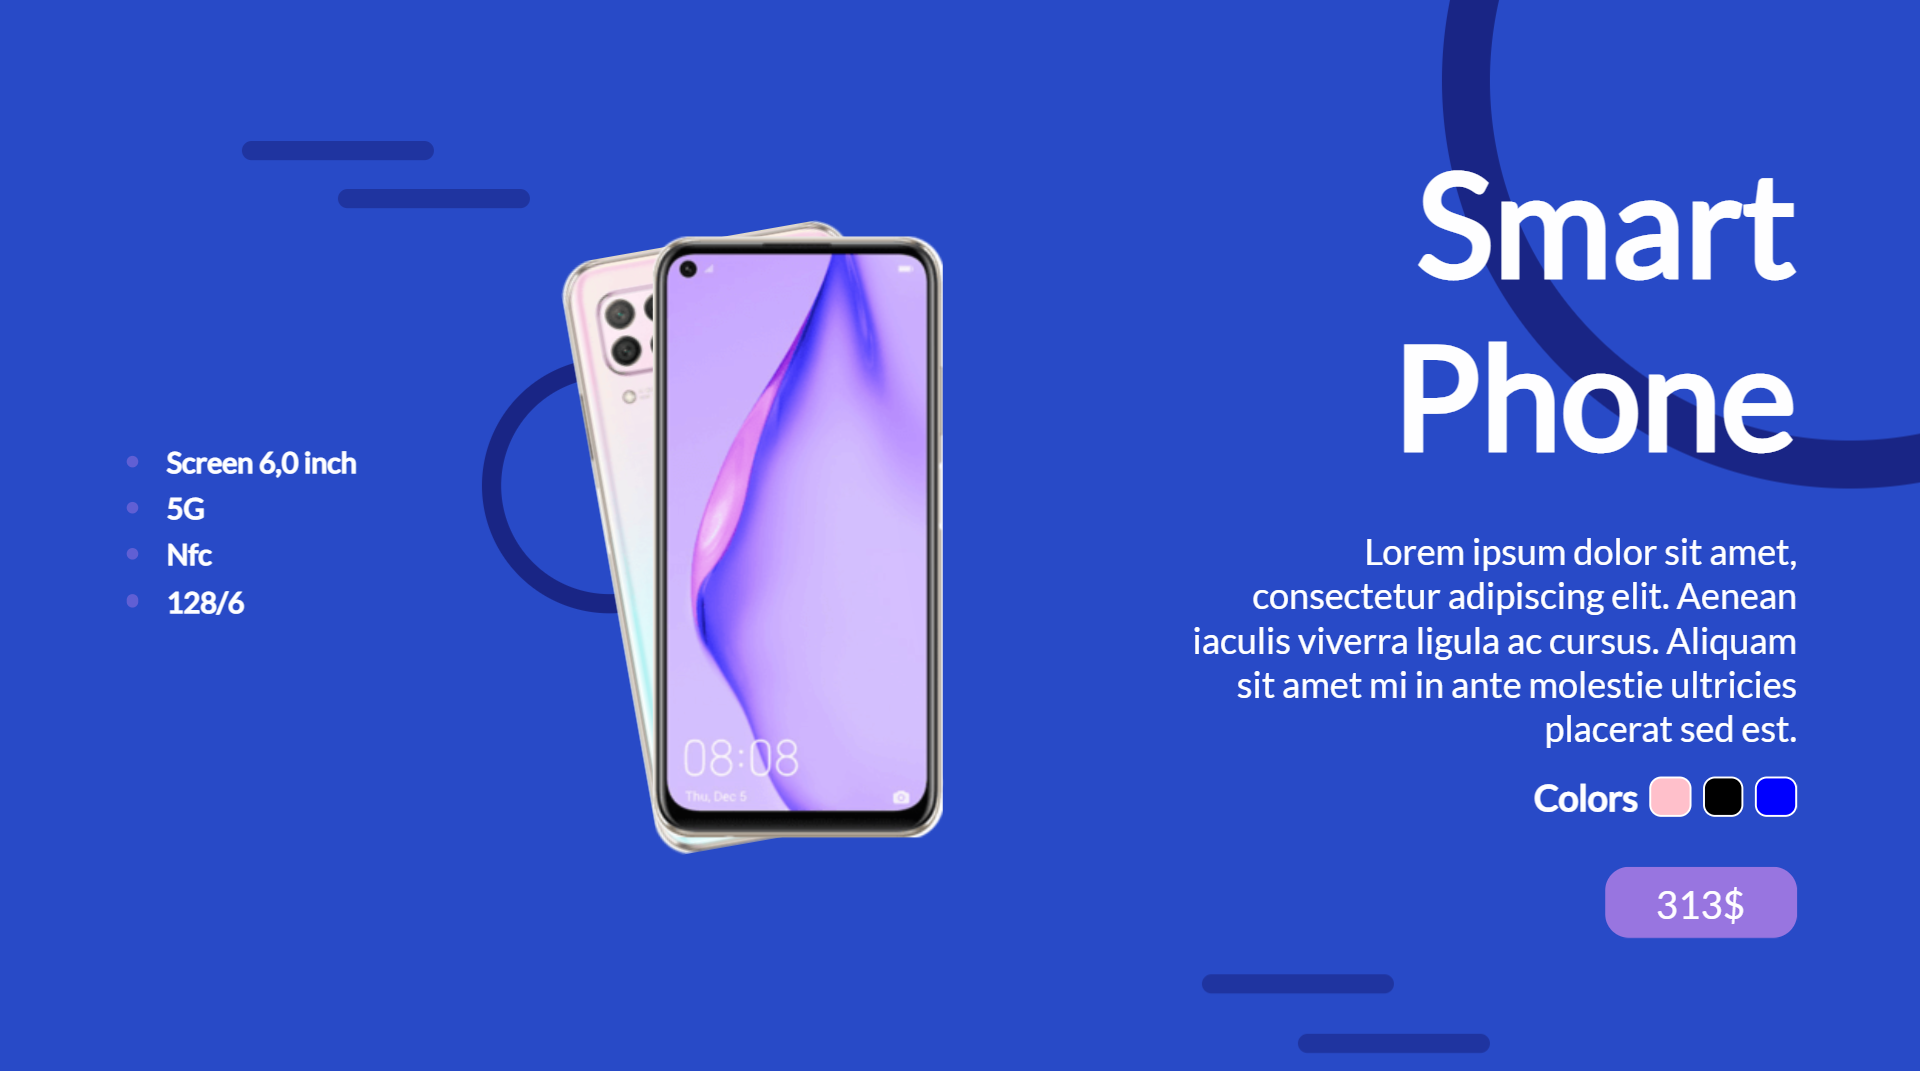 Screen 6,0 inch
5G
Nfc
128/6
08:08
Thu, Dec 5
Smart
Phone
Lorem ipsum dolor sit amet,
consectetur adipiscing elit. Aenean
iaculis viverra ligula ac cursus. Aliquam
sit amet mi in ante molestie ultricies
placerat sed est.
Colors
313$